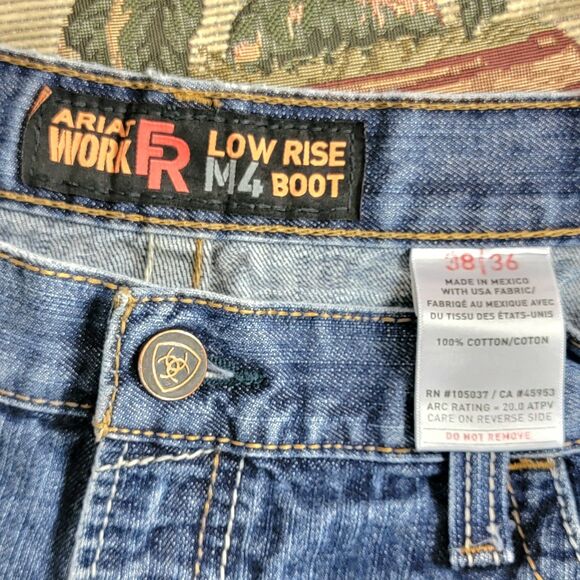 ARIAT
WORK FR
LOW RISE
M4 BOOT
38/36
MADE IN MEXICO
WITH USA FABRIC/
FABRIQÉ AU MEXIQUE AVEC
DU TISSU DES ÉTATS-UNIS
100% COTTON/COTON
RN #105037 / CA #45953
ARC RATING = 20.0 ATPV
CARE ON REVERSE SIDE
DO NOT REMOVE